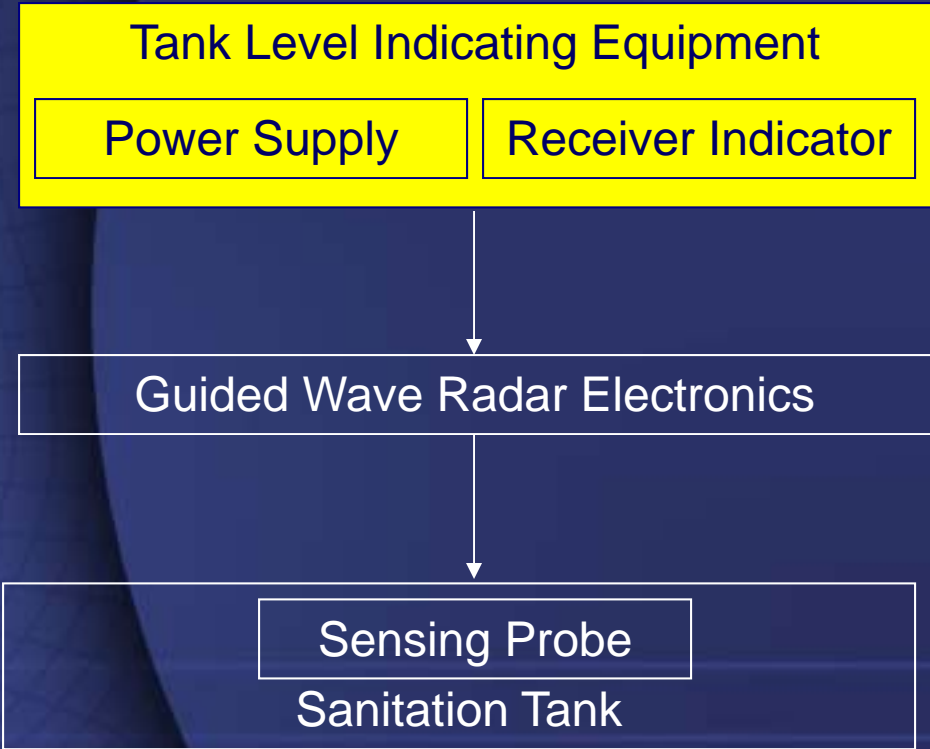 Tank Level Indicating Equipment
Power Supply
Receiver Indicator
Guided Wave Radar Electronics
Sensing Probe
Sanitation Tank